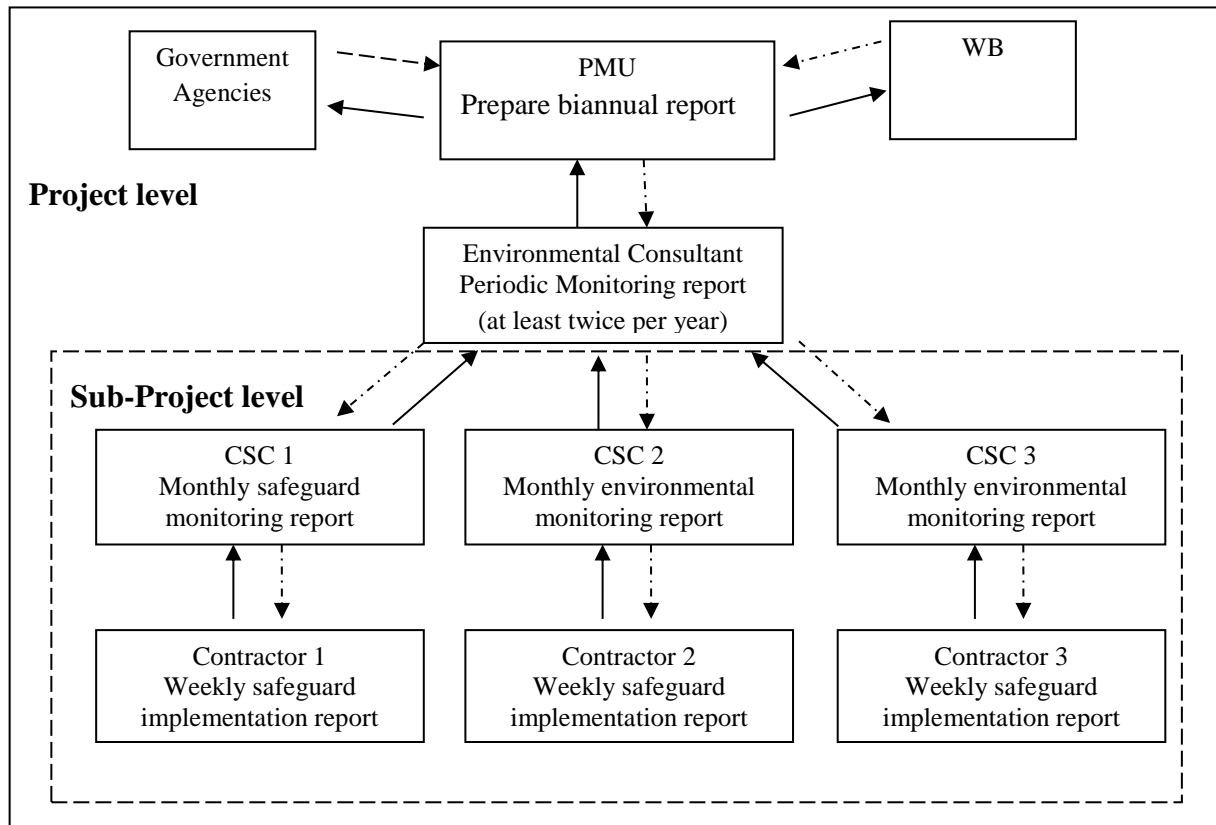 Government
Agencies
PMU
Prepare biannual report
WB
Project level
Environmental Consultant
Periodic Monitoring report
(at least twice per year)
Sub-Project level
CSC 1
Monthly safeguard
monitoring report
CSC 2
Monthly environmental
monitoring report
CSC 3
Monthly environmental
monitoring report
Contractor 1
Weekly safeguard
implementation report
Contractor 2
Weekly safeguard
implementation report
Contractor 3
Weekly safeguard
implementation report